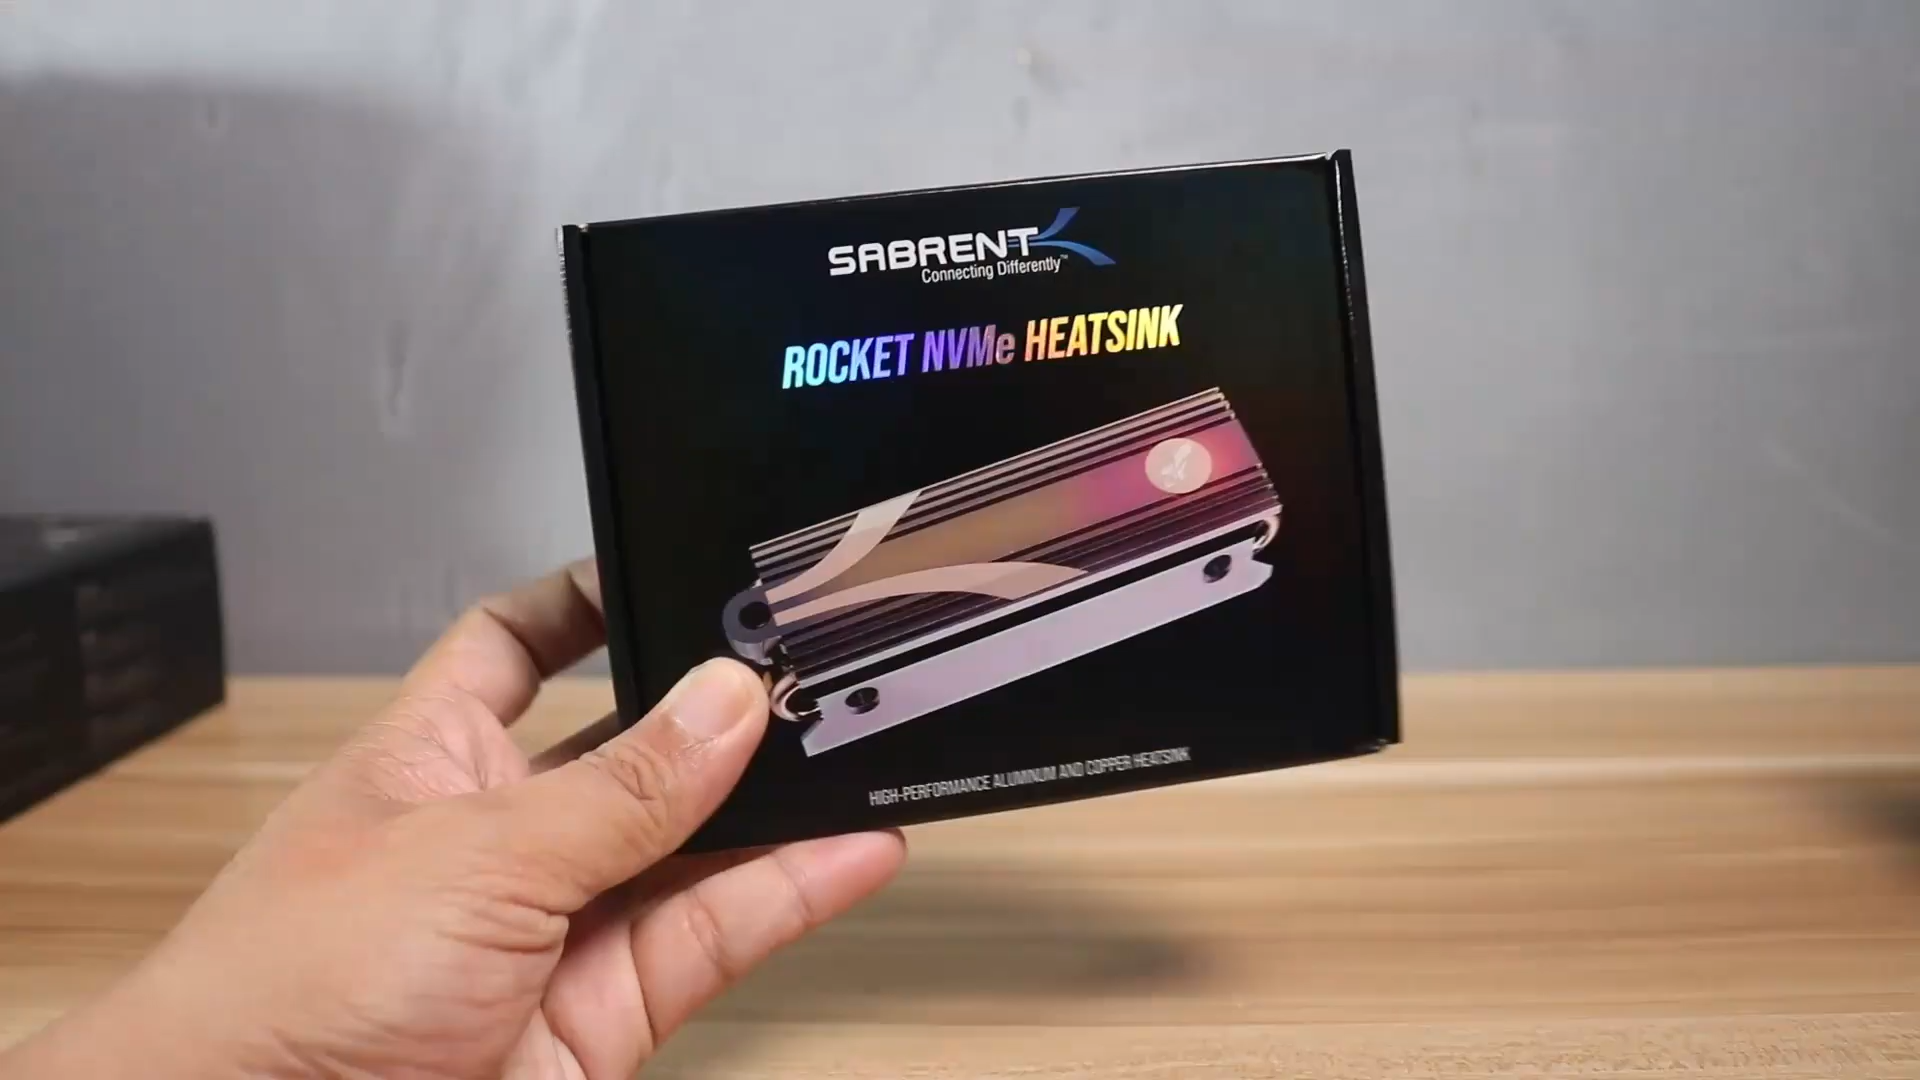 SABRENT
Connecting Differently™
ROCKET NVMe HEATSINK
HIGH-PERFORMANCE ALUMINUM AND COPPER HEATSINK